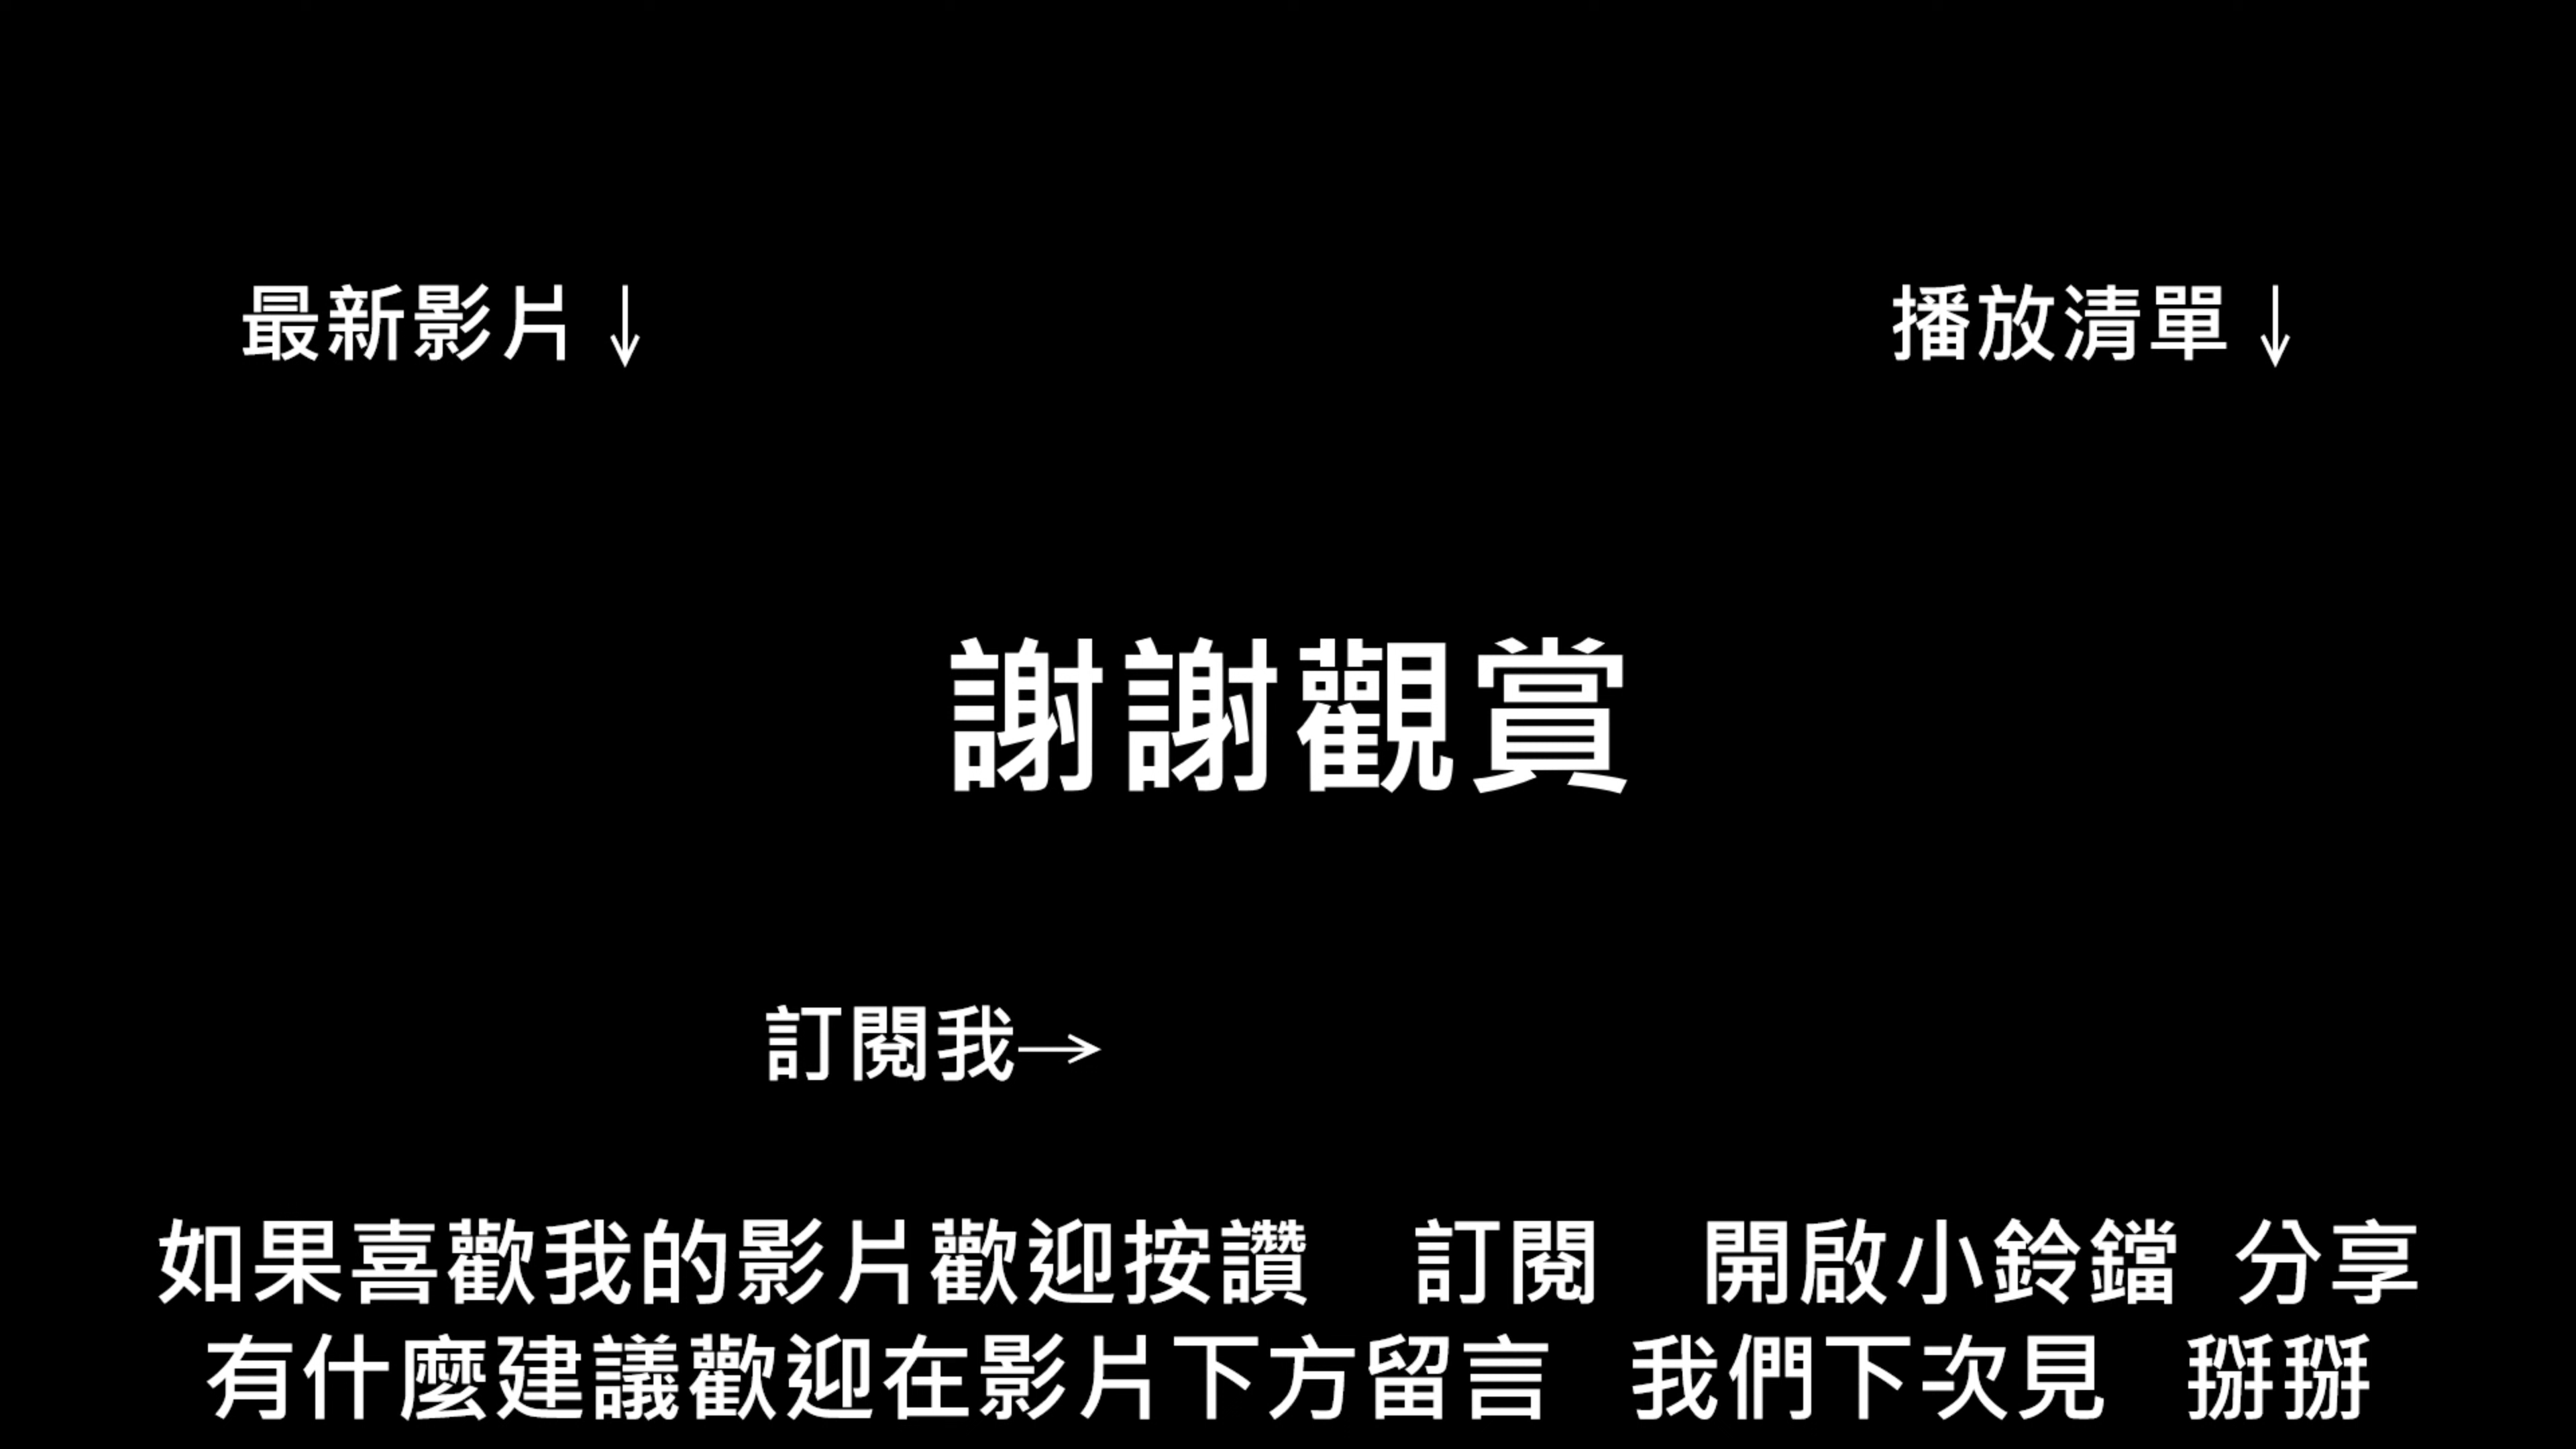 最新影片↓ 播放清單↓
謝謝觀賞
訂閱我→
如果喜歡我的影片歡迎按讚 訂閱 開啟小鈴鐺 分享
有什麼建議歡迎在影片下方留言 我們下次見 掰掰